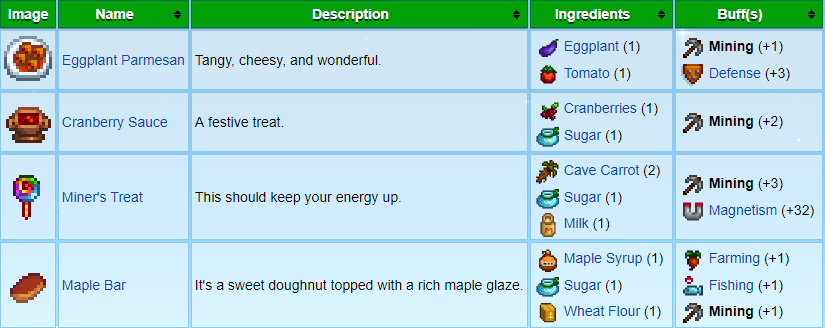 Image Name Description Ingredients Buff(s)
Eggplant Parmesan Tangy, cheesy, and wonderful. Eggplant (1) Mining (+1)
Tomato (1) Defense (+3)
Cranberry Sauce A festive treat. Cranberries (1) Mining (+2)
Sugar (1)
Miner's Treat This should keep your energy up. Cave Carrot (2) Mining (+3)
Sugar (1) Magnetism (+32)
Milk (1)
Maple Bar It's a sweet doughnut topped with a rich maple glaze. Maple Syrup (1) Farming (+1)
Sugar (1) Fishing (+1)
Wheat Flour (1) Mining (+1)